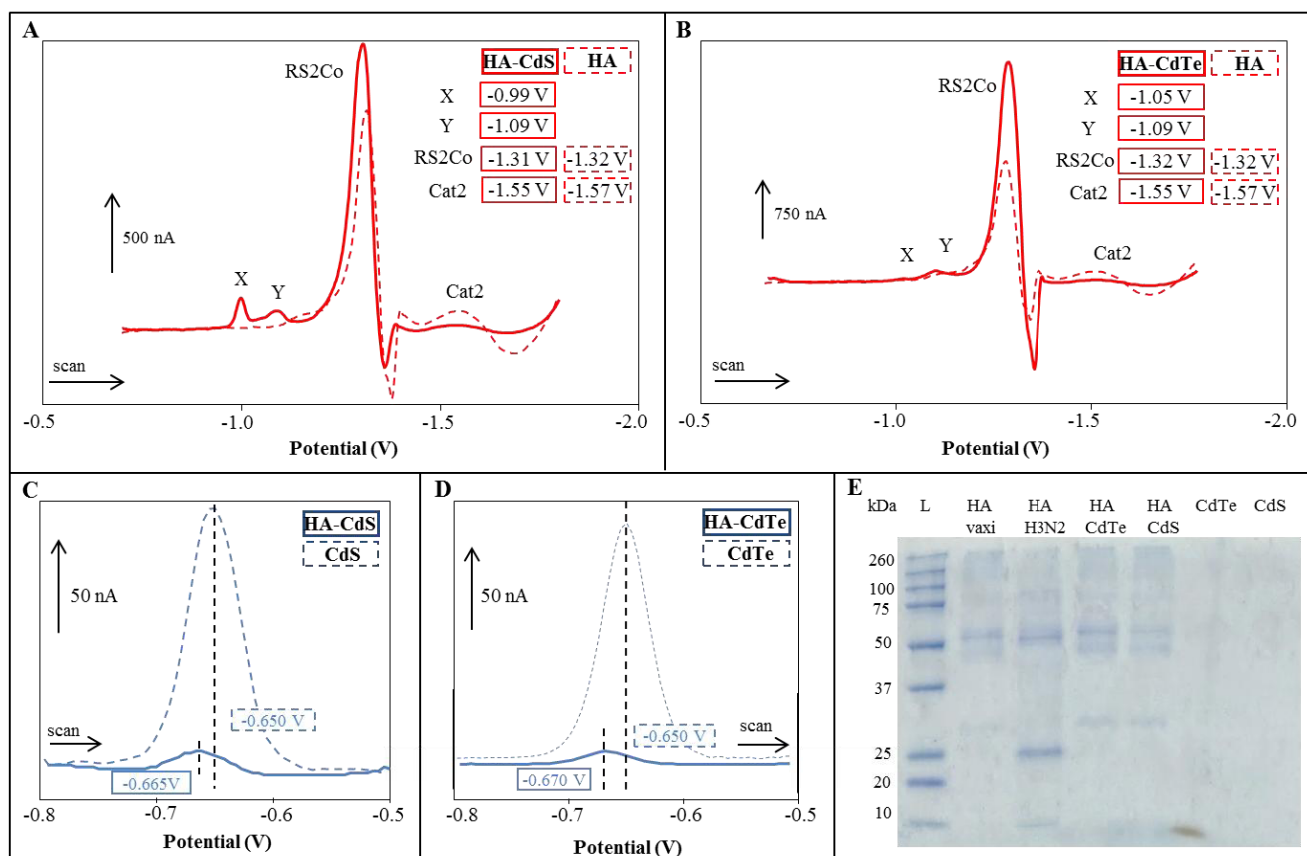 A
RS2Co
HA-CdS HA
X -0.99 V
Y -1.09 V
RS2Co -1.31 V -1.32 V
Cat2 -1.55 V -1.57 V
500 nA
X
Y
Cat2
scan
-0.5 -1.0 -1.5 -2.0
Potential (V)
B
RS2Co
HA-CdTe HA
X -1.05 V
Y -1.09 V
RS2Co -1.32 V -1.32 V
Cat2 -1.55 V -1.57 V
750 nA
X
Y
Cat2
scan
-0.5 -1.0 -1.5 -2.0
Potential (V)
C
HA-CdS
CdS
50 nA
-0.650 V
scan
-0.665V
-0.8 -0.7 -0.6 -0.5
Potential (V)
D
HA-CdTe
CdTe
50 nA
-0.650 V
scan
-0.670 V
-0.8 -0.7 -0.6 -0.5
Potential (V)
E
kDa L HA HA HA HA CdTe CdS
vaxi H3N2 CdTe CdS
260
100
75
50
37
25
20
10